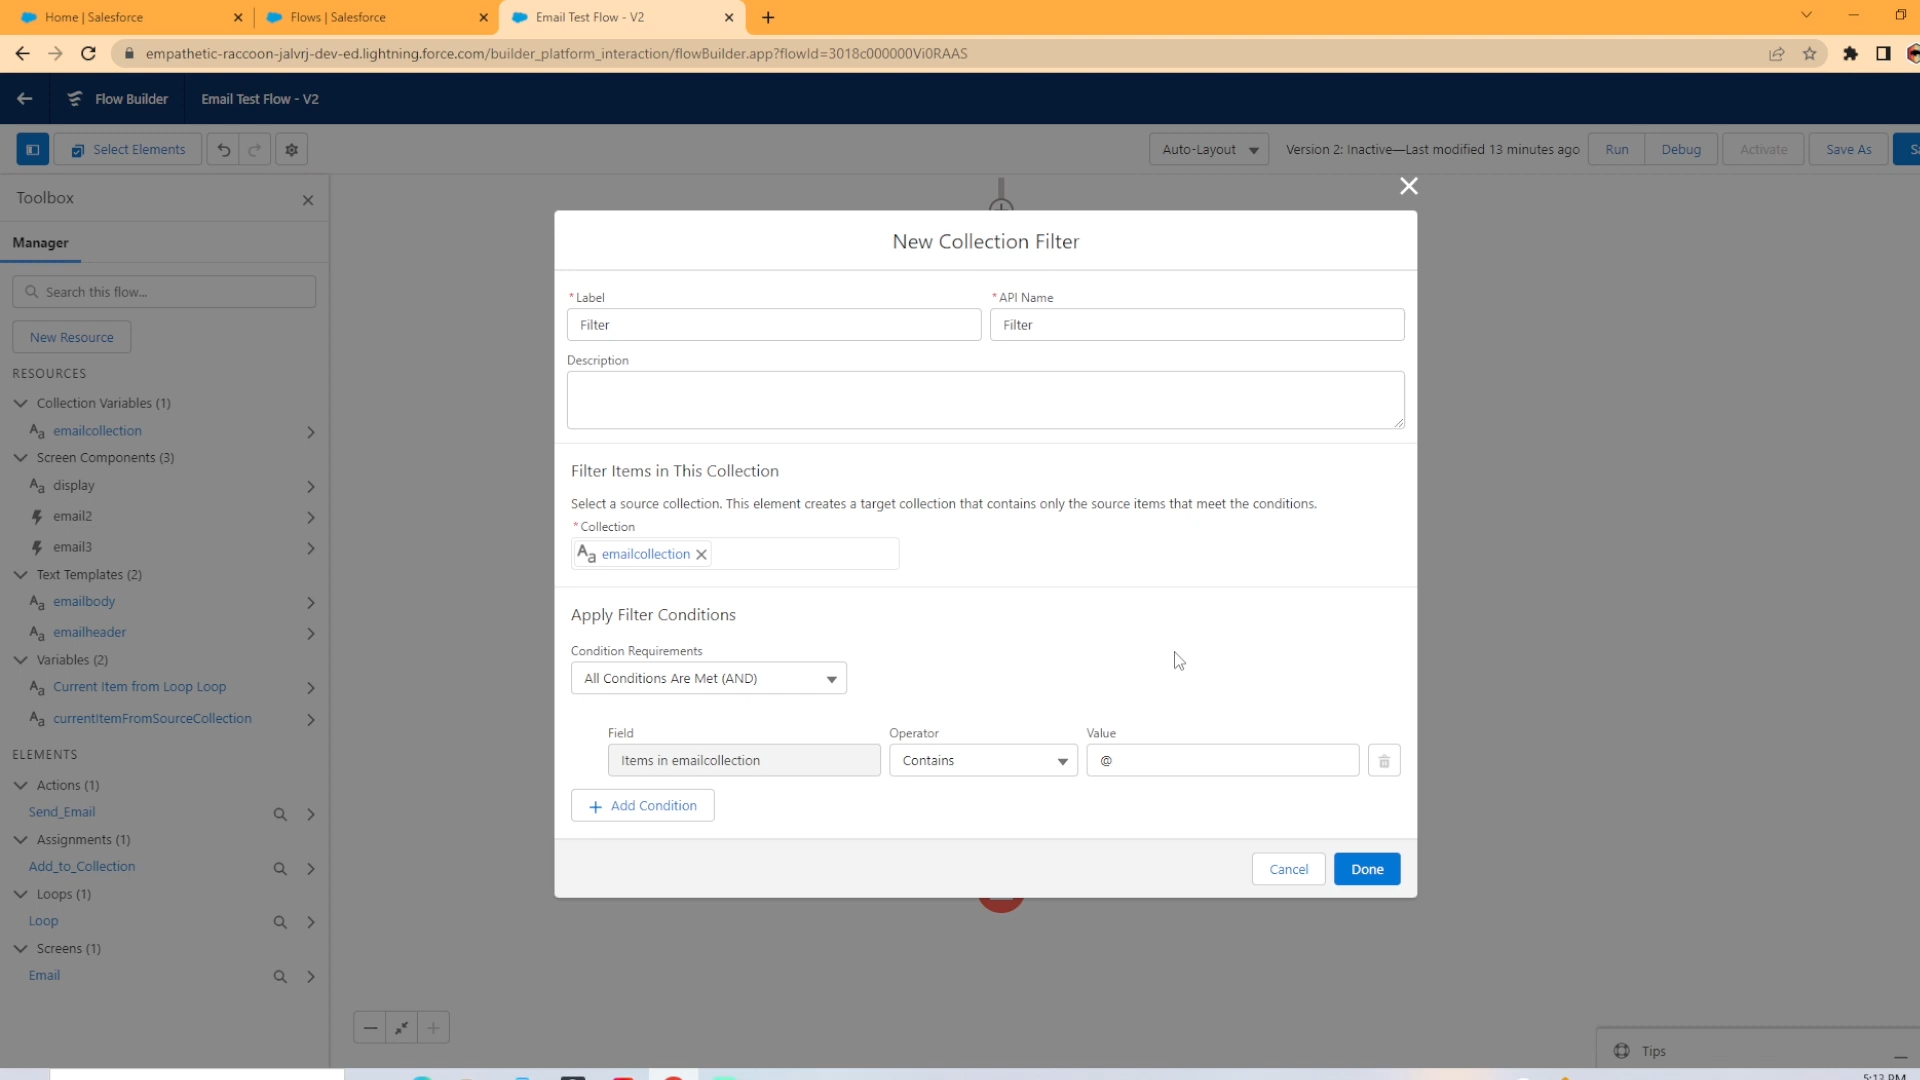 Home | Salesforce
Flows | Salesforce
Email Test Flow - V2
empathetic-raccoon-jalvrj-dev-ed.lightning.force.com/builder_platform_interaction/flowBuilder.app?flowId=3018c000000Vi0RAAS
Flow Builder
Email Test Flow - V2
Select Elements
Auto-Layout
Version 2: Inactive—Last modified 13 minutes ago
Run
Debug
Activate
Save As
Toolbox
Manager
Search this flow...
New Resource
RESOURCES
Collection Variables (1)
emailcollection
Screen Components (3)
display
email2
email3
Text Templates (2)
emailbody
emailheader
Variables (2)
Current Item from Loop Loop
currentItemFromSourceCollection
ELEMENTS
Actions (1)
Send_Email
Assignments (1)
Add_to_Collection
Loops (1)
Loop
Screens (1)
Email
New Collection Filter
* Label
Filter
* API Name
Filter
Description
Filter Items in This Collection
Select a source collection. This element creates a target collection that contains only the source items that meet the conditions.
* Collection
emailcollection
Apply Filter Conditions
Condition Requirements
All Conditions Are Met (AND)
Field
Operator
Value
Items in emailcollection
Contains
@
Add Condition
Cancel
Done
Tips
5:13 PM